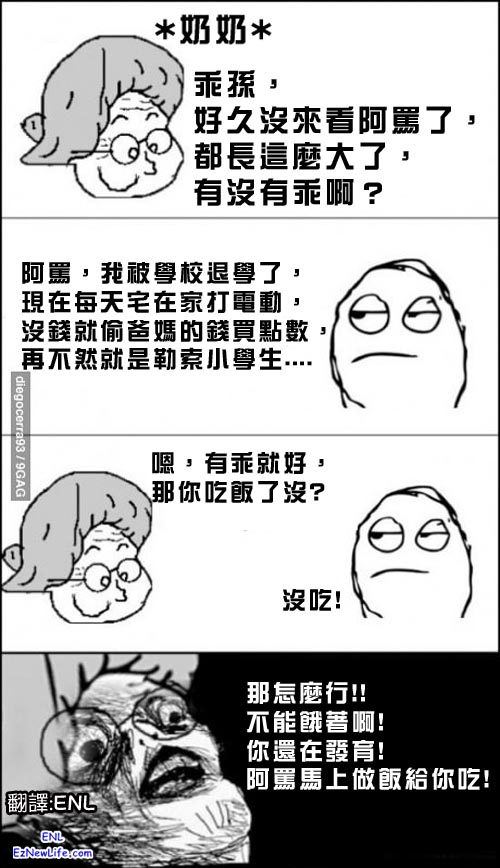 *奶奶*
乖孫，
好久沒來看阿罵了，
都長這麼大了，
有沒有乖啊？
阿罵，我被學校退學了，
現在每天宅在家打電動，
沒錢就偷爸媽的錢買點數，
再不然就是勒索小學生....
diegocerra93 / 9GAG
嗯，有乖就好，
那你吃飯了沒?
沒吃!
那怎麼行!!
不能餓著啊!
你還在發育!
阿罵馬上做飯給你吃!
翻譯:ENL
ENL
EzNewLife.com